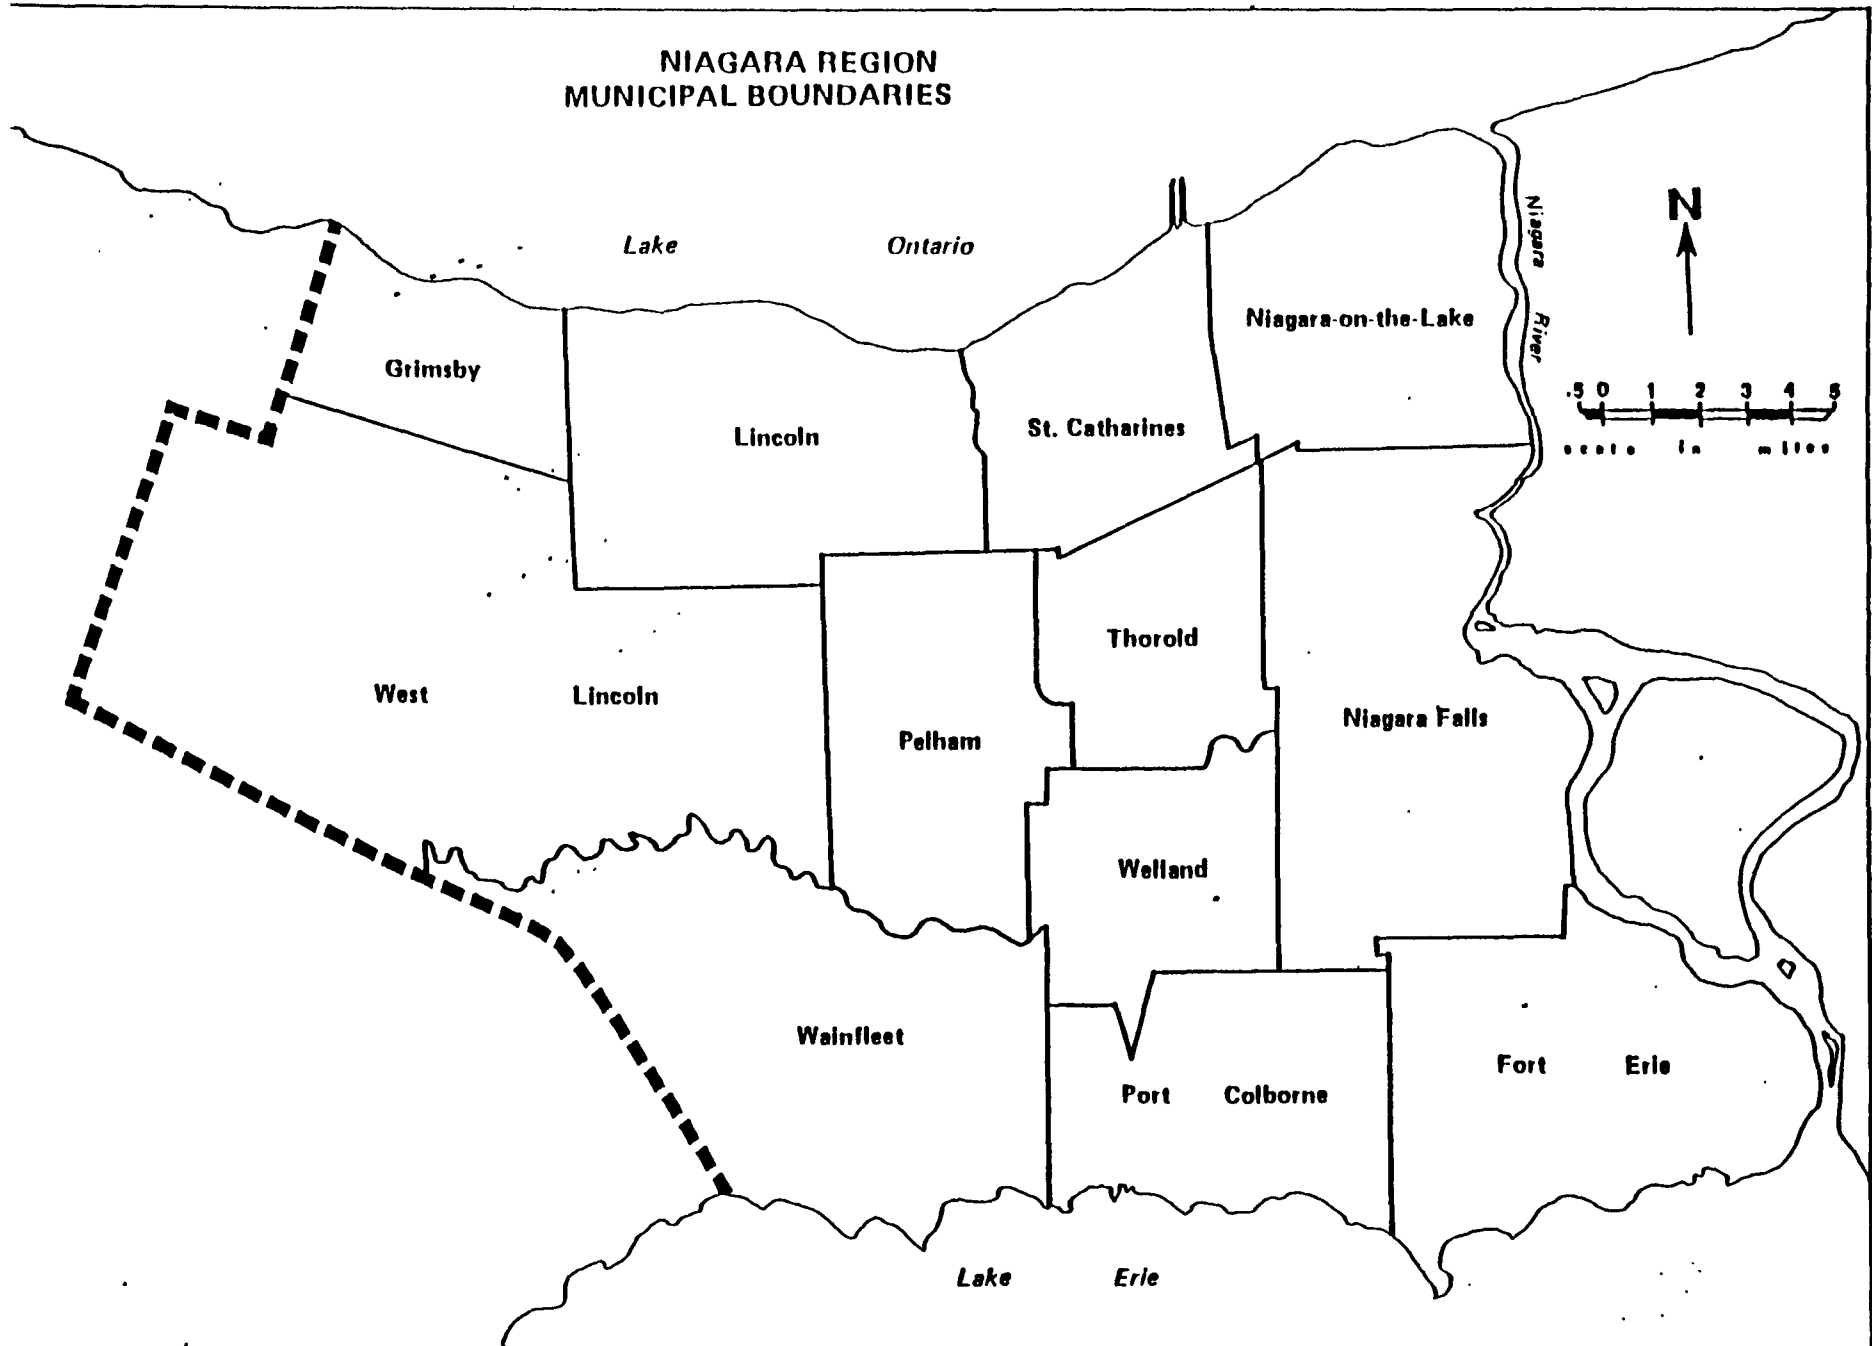 NIAGARA REGION
MUNICIPAL BOUNDARIES
Lake Ontario
Niagara River
N
Niagara-on-the-Lake
Grimsby
.5 0 1 2 3 4 5
scale in miles
Lincoln
St. Catharines
Thorold
West Lincoln
Niagara Falls
Pelham
Welland
Wainfleet
Fort Erie
Port Colborne
Lake Erie